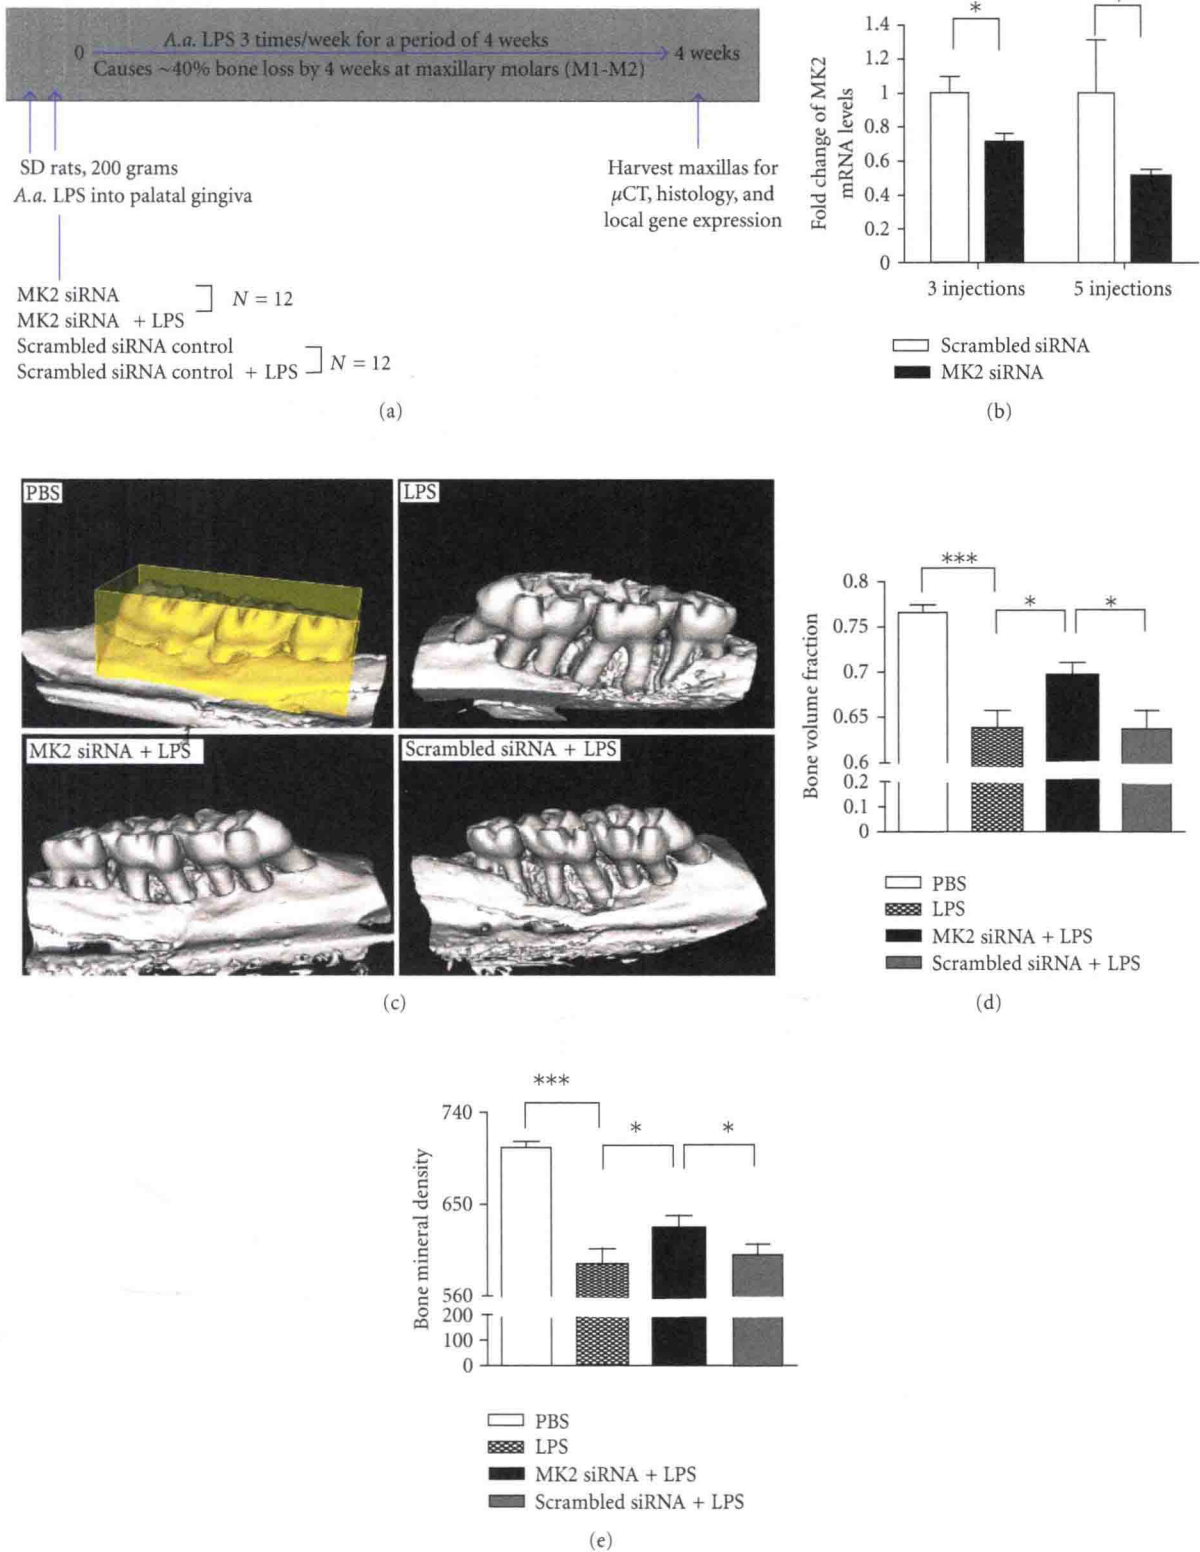 A.a. LPS 3 times/week for a period of 4 weeks
0
4 weeks
Causes ~40% bone loss by 4 weeks at maxillary molars (M1-M2)
SD rats, 200 grams
A.a. LPS into palatal gingiva
Harvest maxillas for
μCT, histology, and
local gene expression
MK2 siRNA
MK2 siRNA + LPS
N = 12
Scrambled siRNA control
Scrambled siRNA control + LPS
N = 12
(a)
Fold change of MK2
mRNA levels
1.4
1.2
1
0.8
0.6
0.4
0.2
0
*
3 injections
5 injections
Scrambled siRNA
MK2 siRNA
(b)
PBS
LPS
MK2 siRNA + LPS
Scrambled siRNA + LPS
(c)
Bone volume fraction
0.8
0.75
0.7
0.65
0.6
0.2
0.1
0
***
*
*
PBS
LPS
MK2 siRNA + LPS
Scrambled siRNA + LPS
(d)
Bone mineral density
740
650
560
200
100
0
***
*
*
PBS
LPS
MK2 siRNA + LPS
Scrambled siRNA + LPS
(e)